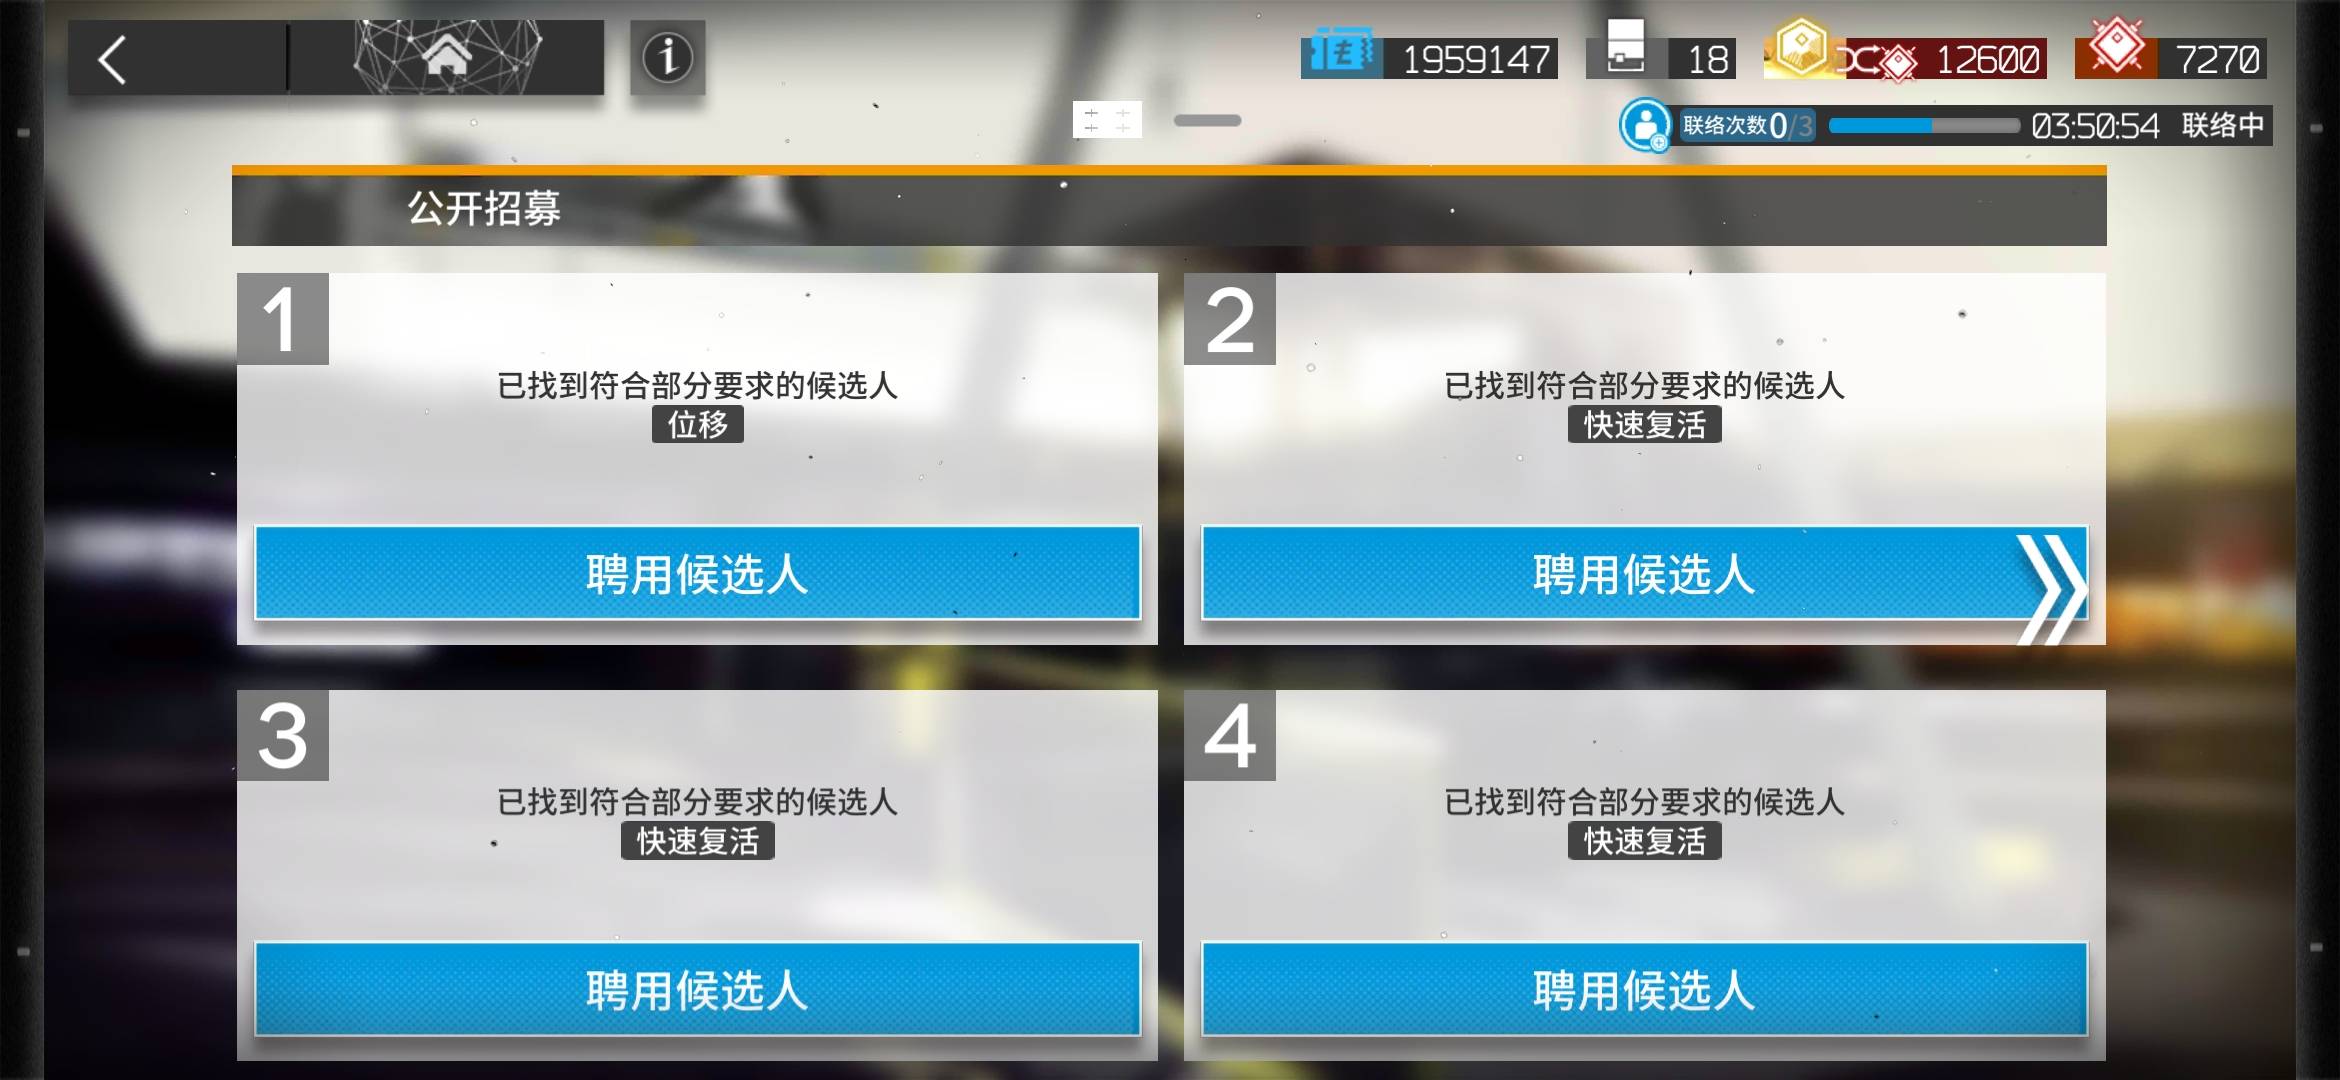 1959147
18
12600
7270
联络次数0/3
03:50:54 联络中
公开招募
1
已找到符合部分要求的候选人
位移
聘用候选人
2
已找到符合部分要求的候选人
快速复活
聘用候选人
3
已找到符合部分要求的候选人
快速复活
聘用候选人
4
已找到符合部分要求的候选人
快速复活
聘用候选人